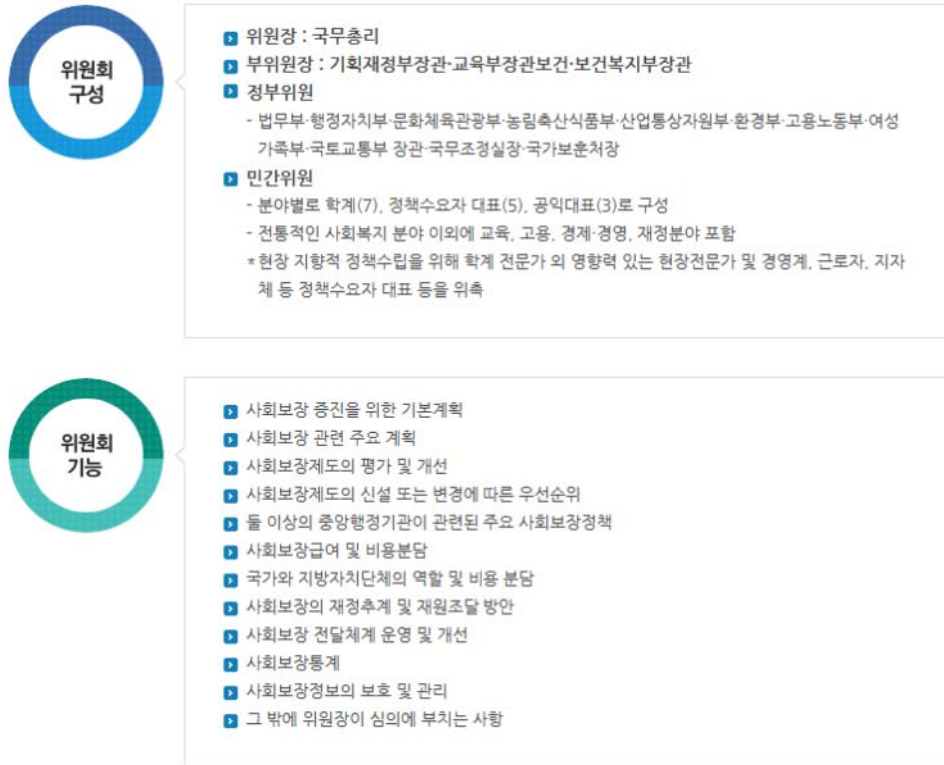 위원회
구성
위원장 : 국무총리
부위원장 : 기획재정부장관·교육부장관보건·보건복지부장관
정부위원
- 법무부·행정자치부·문화체육관광부·농림축산식품부·산업통상자원부·환경부·고용노동부·여성
가족부·국토교통부 장관·국무조정실장·국가보훈처장
민간위원
- 분야별로 학계(7), 정책수요자 대표(5), 공익대표(3)로 구성
- 전통적인 사회복지 분야 이외에 교육, 고용, 경제·경영, 재정분야 포함
*현장 지향적 정책수립을 위해 학계 전문가 외 영향력 있는 현장전문가 및 경영계, 근로자, 지자
체 등 정책수요자 대표 등을 위촉
위원회
기능
사회보장 증진을 위한 기본계획
사회보장 관련 주요 계획
사회보장제도의 평가 및 개선
사회보장제도의 신설 또는 변경에 따른 우선순위
둘 이상의 중앙행정기관이 관련된 주요 사회보장정책
사회보장급여 및 비용분담
국가와 지방자치단체의 역할 및 비용 분담
사회보장의 재정추계 및 재원조달 방안
사회보장 전달체계 운영 및 개선
사회보장통계
사회보장정보의 보호 및 관리
그 밖에 위원장이 심의에 부치는 사항